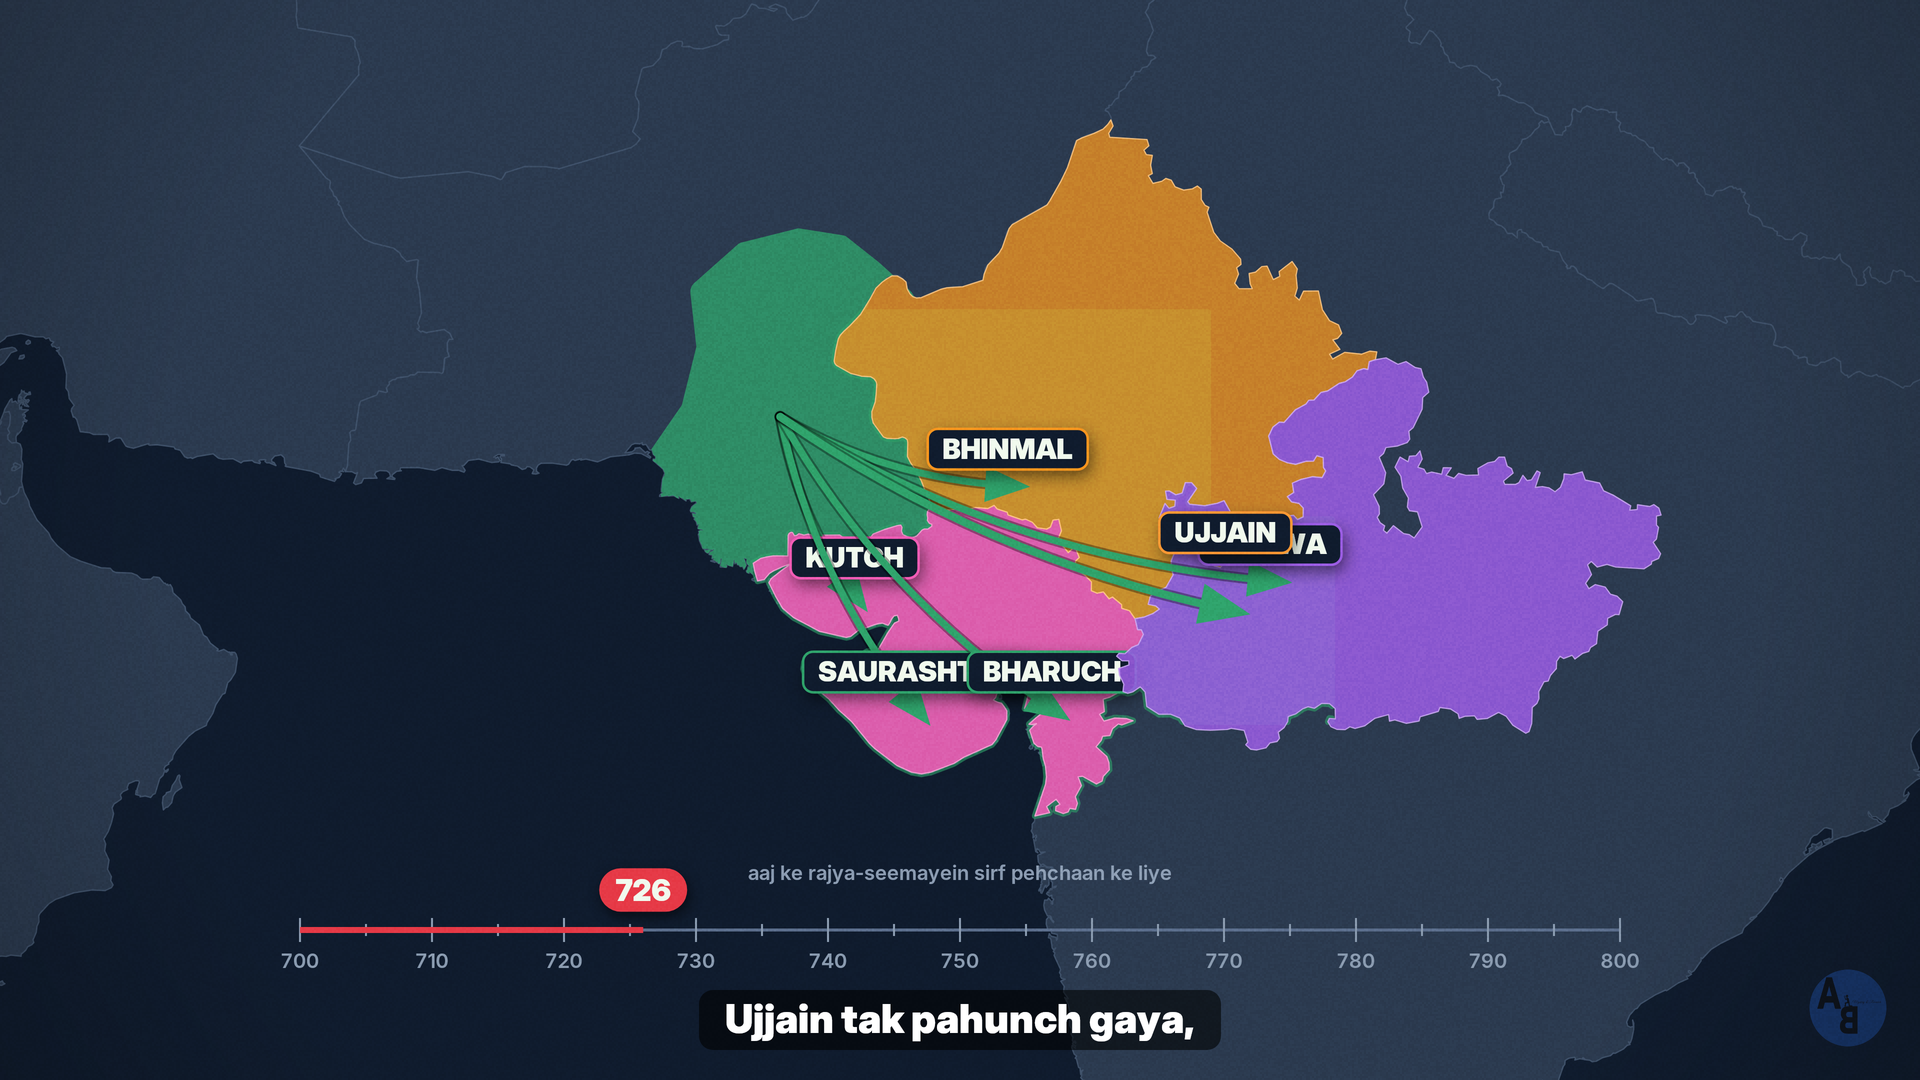 BHINMAL
UJJAIN
WA
KUTCH
SAURASHT
BHARUCH
aaj ke rajya-seemayein sirf pehchaan ke liye
726
700 710 720 730 740 750 760 770 780 790 800
Ujjain tak pahunch gaya,
A
B